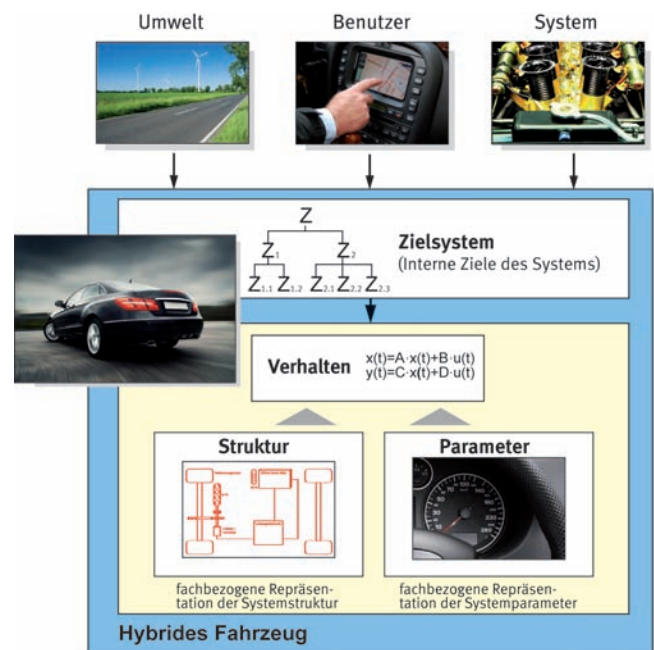 Umwelt
Benutzer
System
Z
Z1
Z2
Z1.1
Z1.2
Z2.1
Z2.2
Z2.3
Zielsystem
(Interne Ziele des Systems)
Verhalten
x(t)=A·x(t)+B·u(t)
y(t)=C·x(t)+D·u(t)
Struktur
Parameter
fachbezogene Repräsen-
tation der Systemstruktur
fachbezogene Repräsen-
tation der Systemparameter
Hybrides Fahrzeug